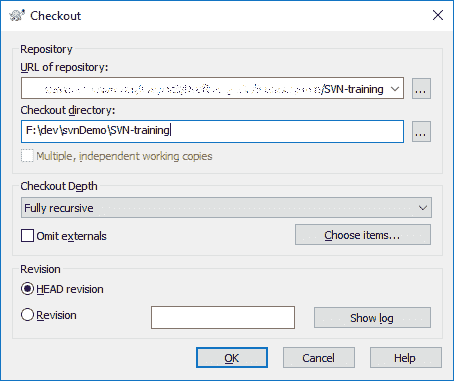 Checkout
Repository
URL of repository:
/SVN-training
...
Checkout directory:
F:\dev\svnDemo\SVN-training
...
Multiple, independent working copies
Checkout Depth
Fully recursive
Omit externals
Choose items...
Revision
HEAD revision
Revision
Show log
OK
Cancel
Help